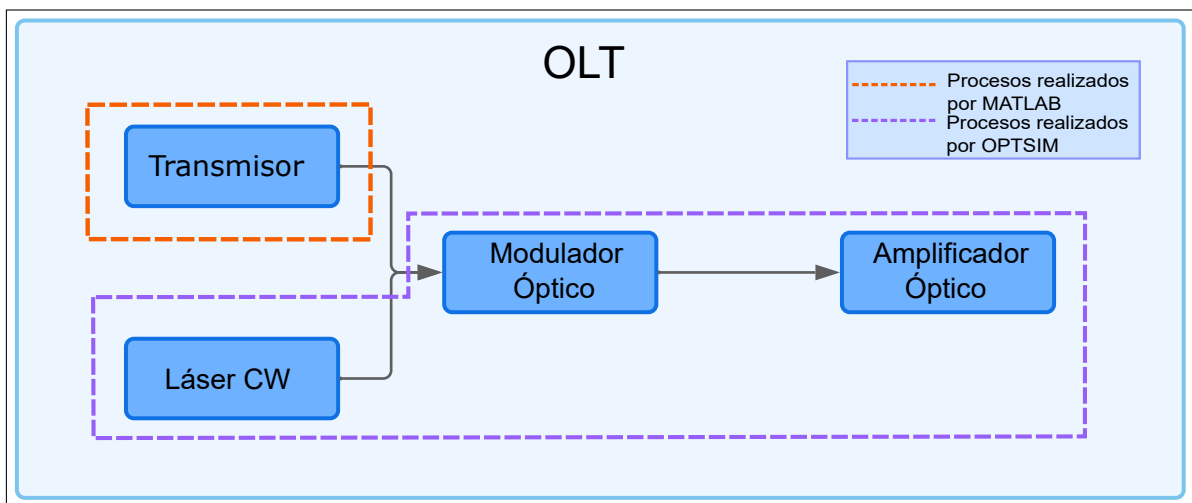 OLT
Procesos realizados
por MATLAB
Procesos realizados
por OPTSIM
Transmisor
Modulador
Óptico
Amplificador
Óptico
Láser CW